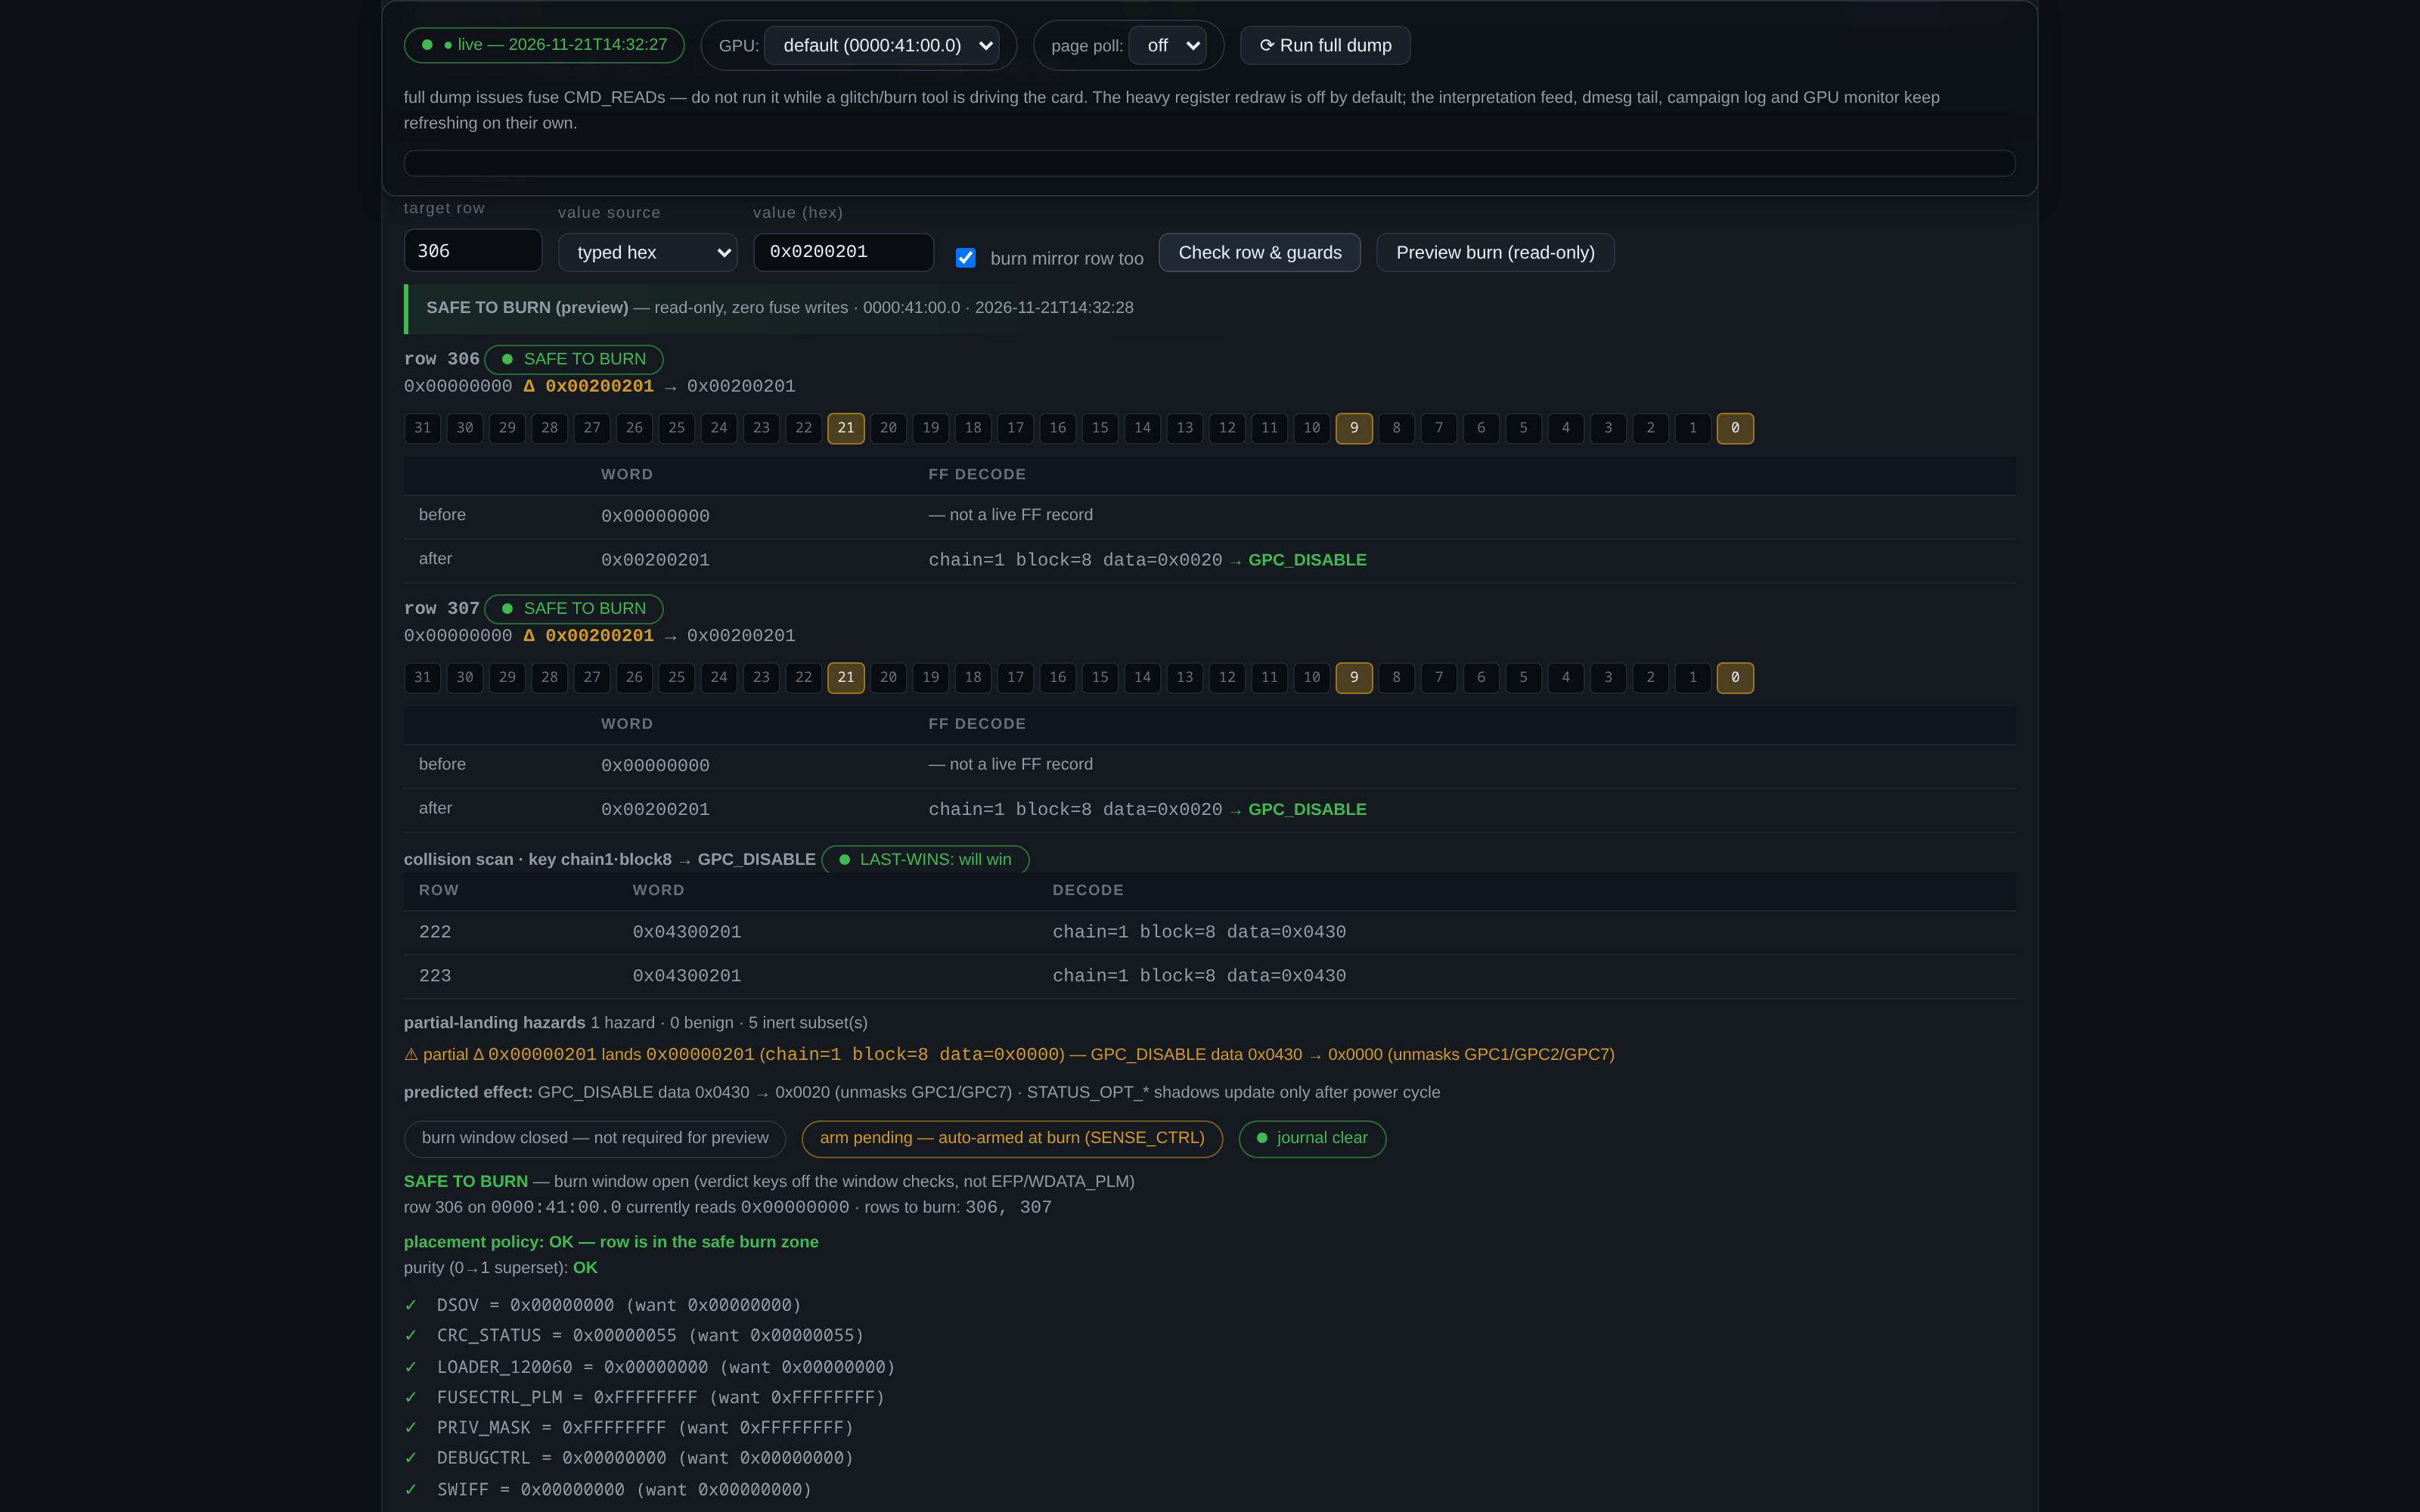 ● live — 2026-11-21T14:32:27 GPU: default (0000:41:00.0) page poll: off ⟳ Run full dump
full dump issues fuse CMD_READs — do not run it while a glitch/burn tool is driving the card. The heavy register redraw is off by default; the interpretation feed, dmesg tail, campaign log and GPU monitor keep
refreshing on their own.
target row value source value (hex)
306 typed hex 0x0200201 burn mirror row too Check row & guards Preview burn (read-only)
SAFE TO BURN (preview) — read-only, zero fuse writes · 0000:41:00.0 · 2026-11-21T14:32:28
row 306 SAFE TO BURN
0x00000000 Δ 0x00200201 → 0x00200201
31 30 29 28 27 26 25 24 23 22 21 20 19 18 17 16 15 14 13 12 11 10 9 8 7 6 5 4 3 2 1 0
WORD FF DECODE
before 0x00000000 — not a live FF record
after 0x00200201 chain=1 block=8 data=0x0020 → GPC_DISABLE
row 307 SAFE TO BURN
0x00000000 Δ 0x00200201 → 0x00200201
31 30 29 28 27 26 25 24 23 22 21 20 19 18 17 16 15 14 13 12 11 10 9 8 7 6 5 4 3 2 1 0
WORD FF DECODE
before 0x00000000 — not a live FF record
after 0x00200201 chain=1 block=8 data=0x0020 → GPC_DISABLE
collision scan · key chain1·block8 → GPC_DISABLE LAST-WINS: will win
ROW WORD DECODE
222 0x04300201 chain=1 block=8 data=0x0430
223 0x04300201 chain=1 block=8 data=0x0430
partial-landing hazards 1 hazard · 0 benign · 5 inert subset(s)
⚠ partial Δ 0x00000201 lands 0x00000201 (chain=1 block=8 data=0x0000) — GPC_DISABLE data 0x0430 → 0x0000 (unmasks GPC1/GPC2/GPC7)
predicted effect: GPC_DISABLE data 0x0430 → 0x0020 (unmasks GPC1/GPC7) · STATUS_OPT_* shadows update only after power cycle
burn window closed — not required for preview arm pending — auto-armed at burn (SENSE_CTRL) journal clear
SAFE TO BURN — burn window open (verdict keys off the window checks, not EFP/WDATA_PLM)
row 306 on 0000:41:00.0 currently reads 0x00000000 · rows to burn: 306, 307
placement policy: OK — row is in the safe burn zone
purity (0→1 superset): OK
✓ DSOV = 0x00000000 (want 0x00000000)
✓ CRC_STATUS = 0x00000055 (want 0x00000055)
✓ LOADER_120060 = 0x00000000 (want 0x00000000)
✓ FUSECTRL_PLM = 0xFFFFFFFF (want 0xFFFFFFFF)
✓ PRIV_MASK = 0xFFFFFFFF (want 0xFFFFFFFF)
✓ DEBUGCTRL = 0x00000000 (want 0x00000000)
✓ SWIFF = 0x00000000 (want 0x00000000)